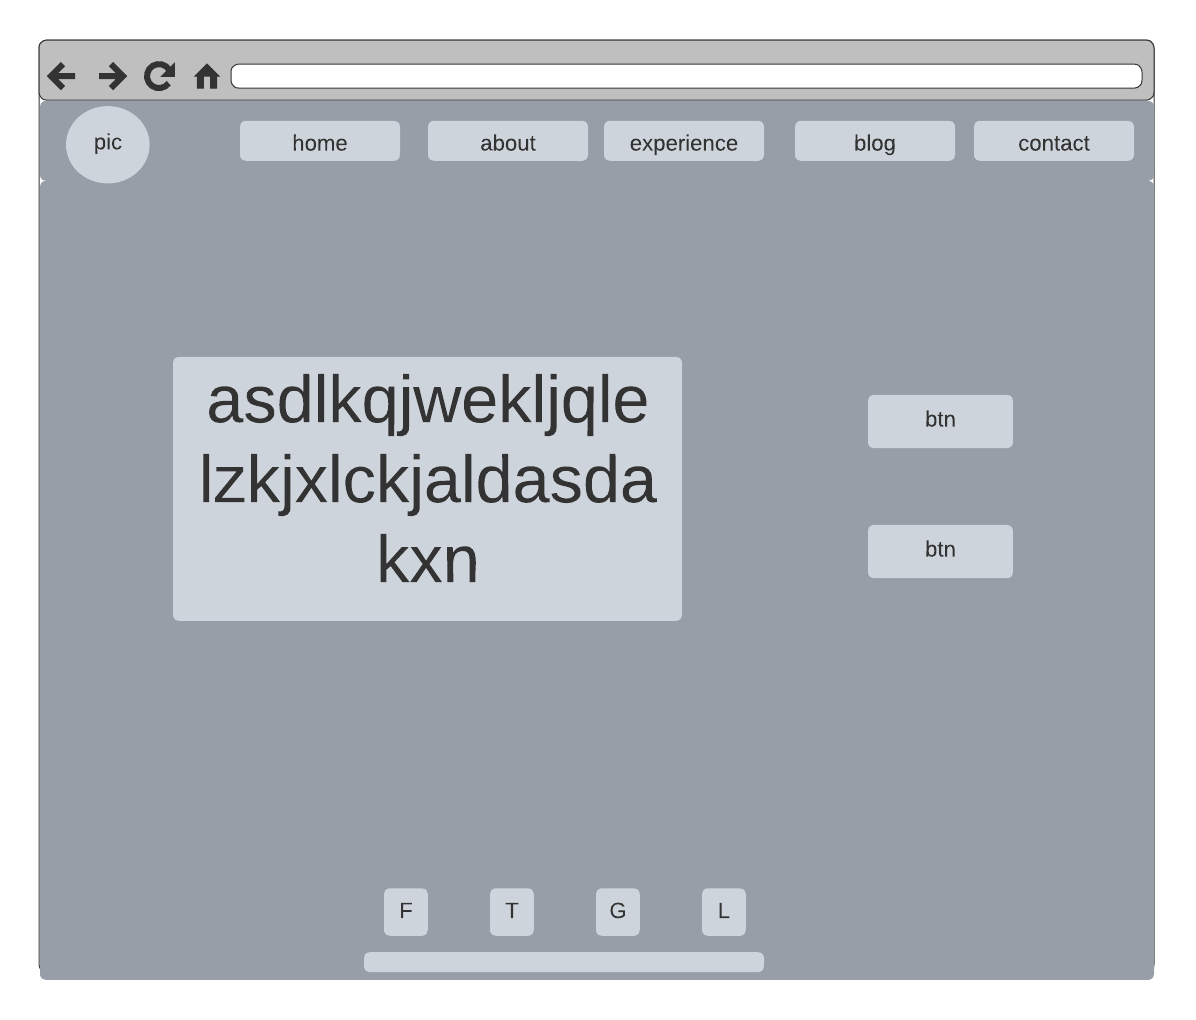 pic
home
about
experience
blog
contact
asdlkqjwekljqle
lzkjxlckjaldasda
kxn
btn
btn
F
T
G
L